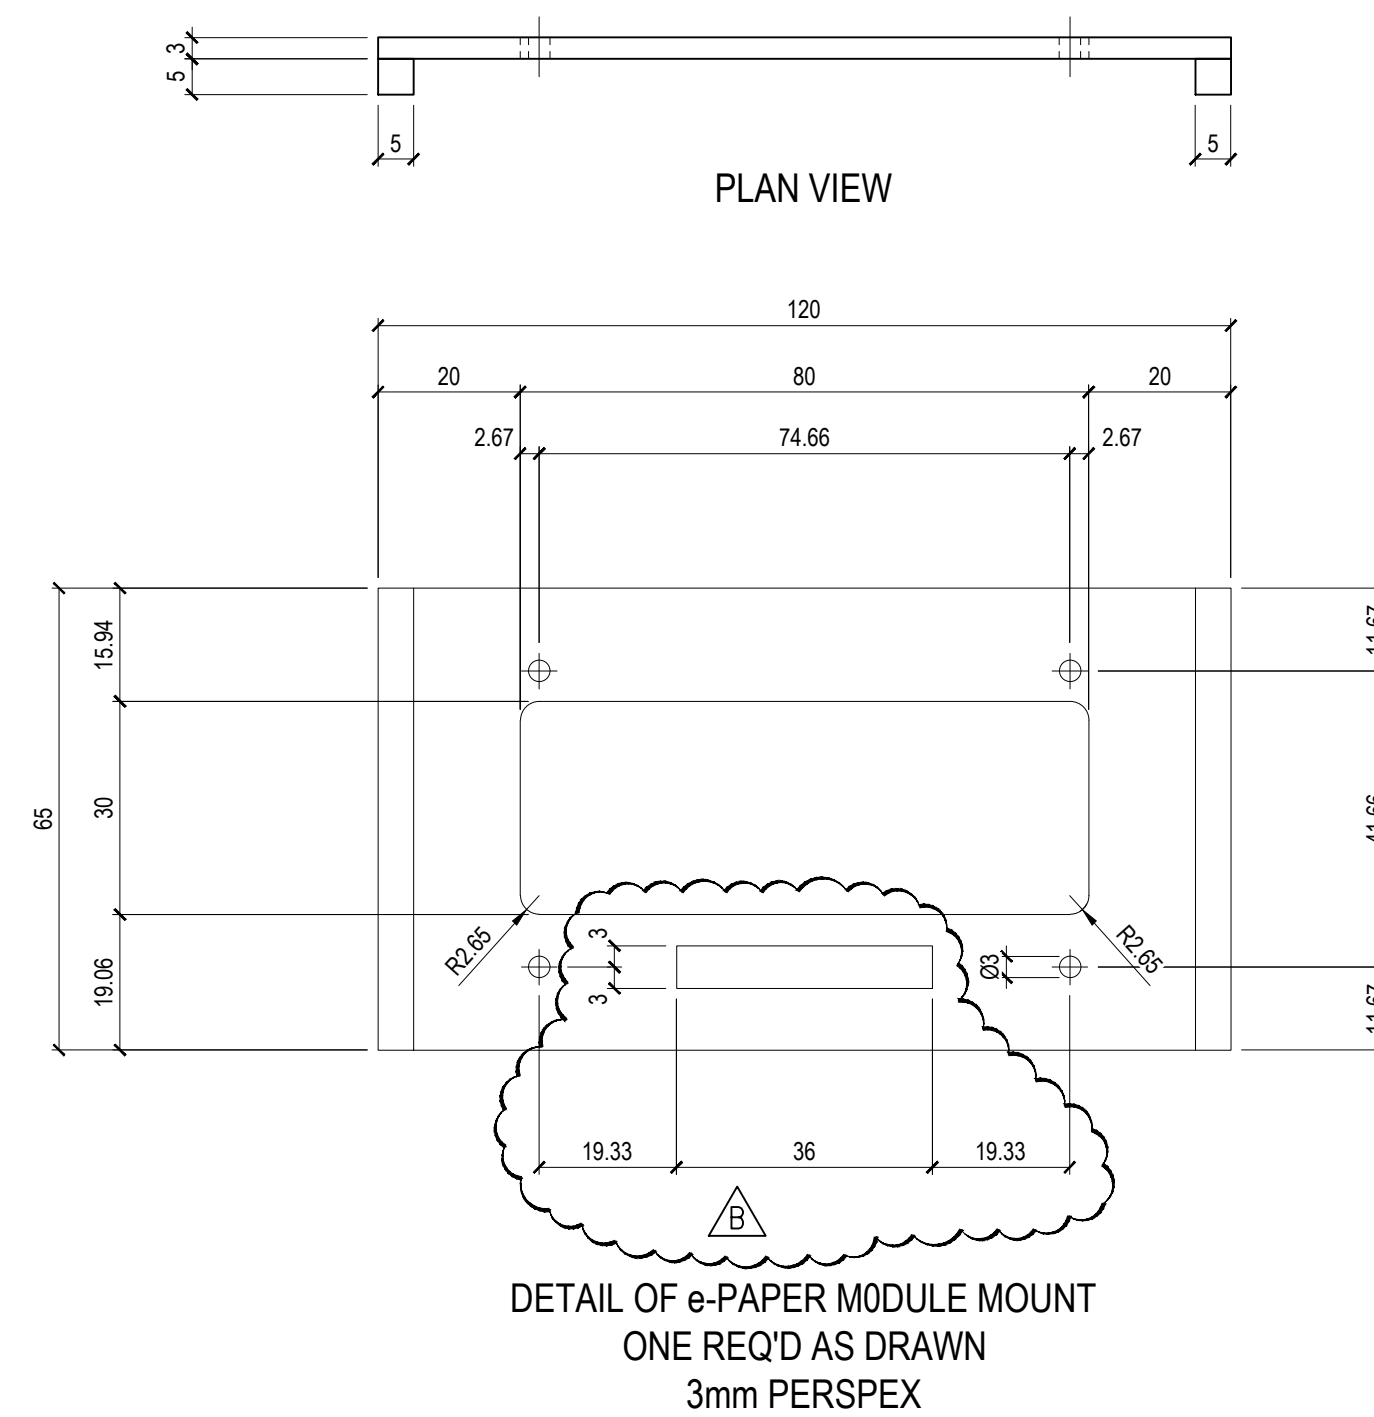 3
5
5
5
PLAN VIEW
120
20
80
20
2.67
74.66
2.67
15.94
65
30
R2.65
3
Ø3
R2.65
19.06
3
19.33
36
19.33
B
DETAIL OF e-PAPER M0DULE MOUNT
ONE REQ'D AS DRAWN
3mm PERSPEX